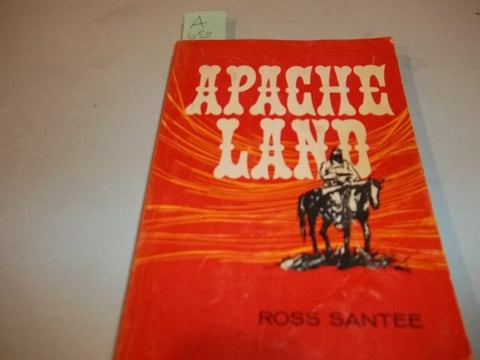 A
APACHE
LAND
ROSS SANTEE